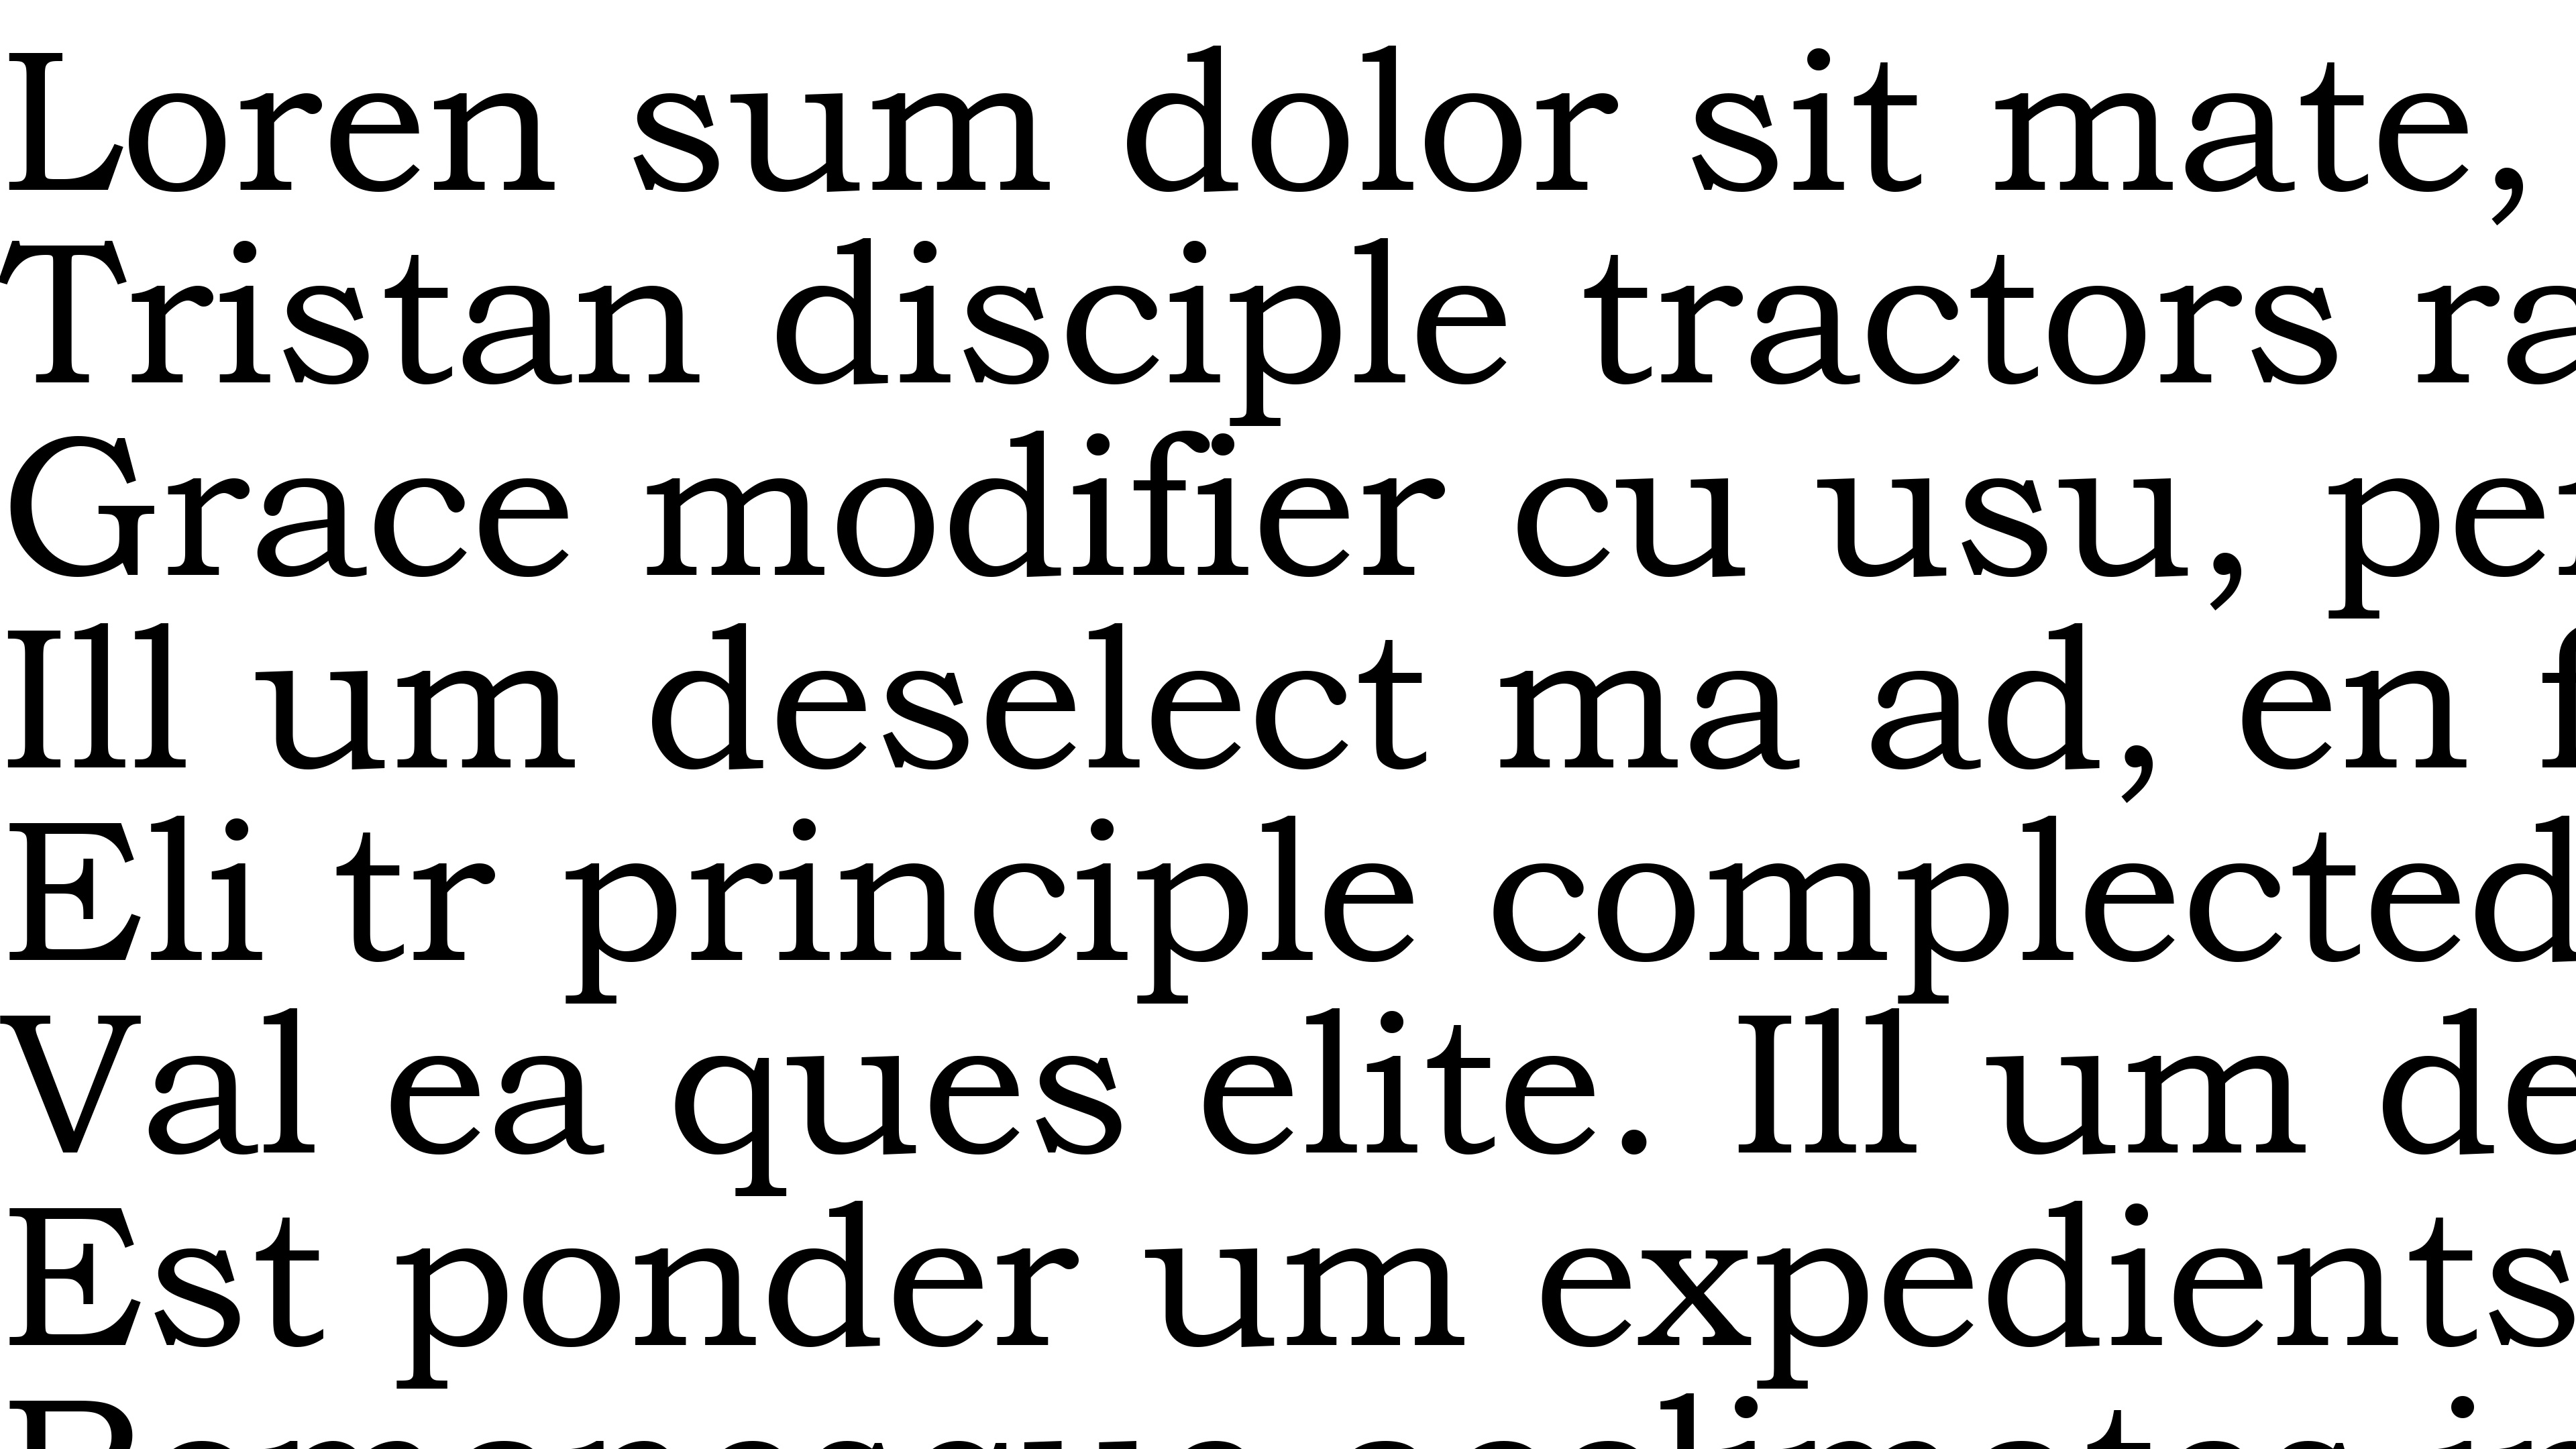 Loren sum dolor sit mate,
Tristan disciple tractors
Grace modifier cu usu,
Ill um deselect ma ad, en
Eli tr principle complected
Val ea ques elite. Ill um
Est ponder um expedients